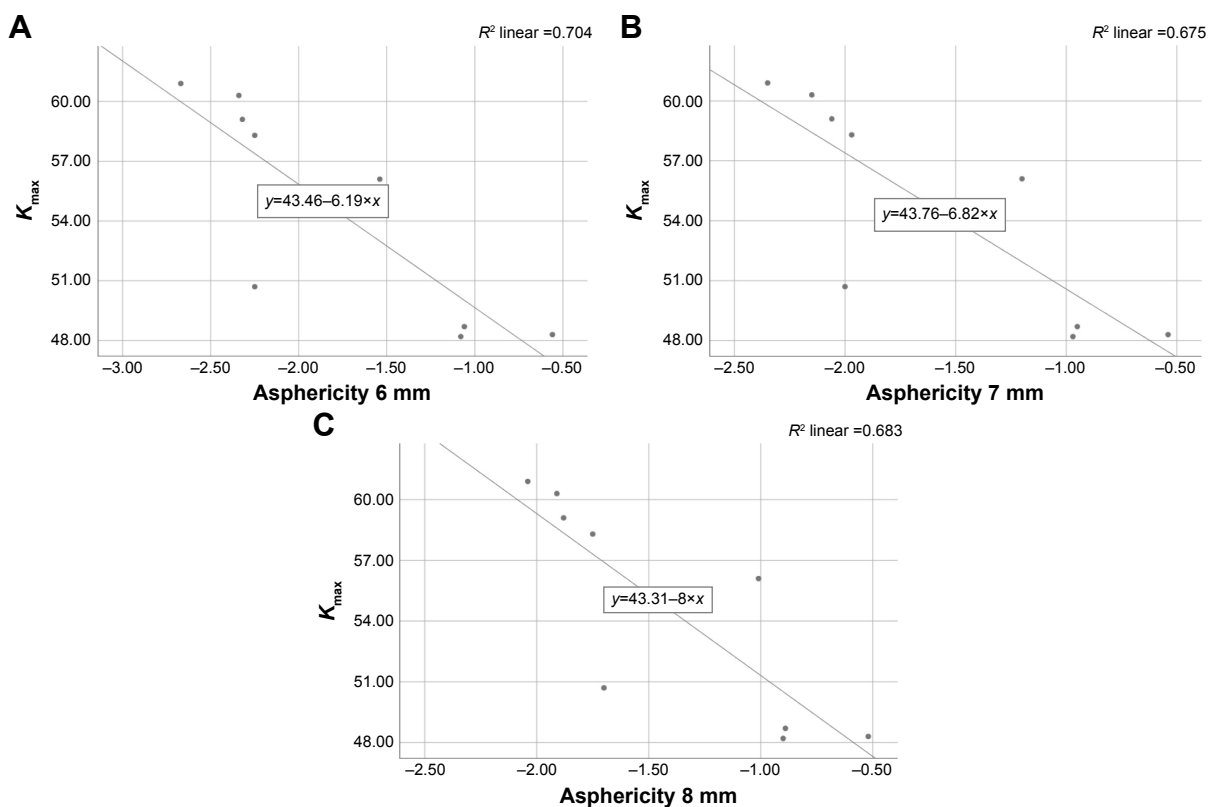 A
R² linear =0.704
60.00
57.00
54.00
51.00
48.00
Kmax
y=43.46–6.19×x
–3.00 –2.50 –2.00 –1.50 –1.00 –0.50
Asphericity 6 mm
B
R² linear =0.675
60.00
57.00
54.00
51.00
48.00
Kmax
y=43.76–6.82×x
–2.50 –2.00 –1.50 –1.00 –0.50
Asphericity 7 mm
C
R² linear =0.683
60.00
57.00
54.00
51.00
48.00
Kmax
y=43.31–8×x
–2.50 –2.00 –1.50 –1.00 –0.50
Asphericity 8 mm